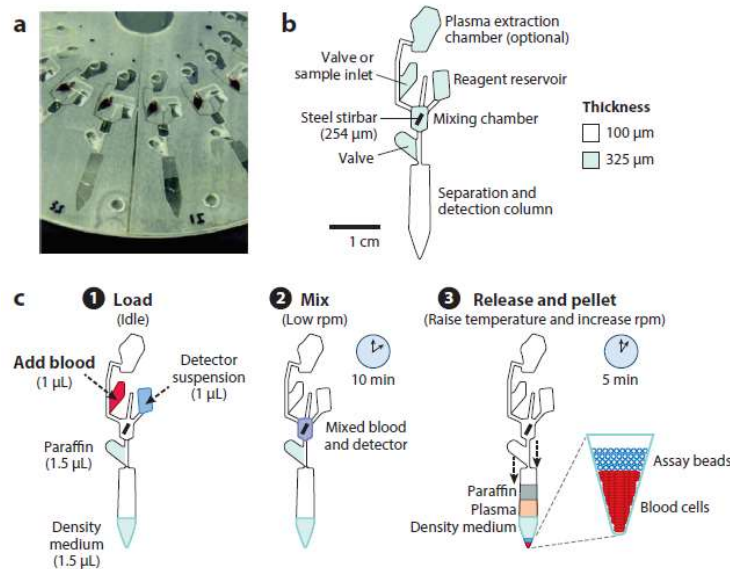 a
b
Plasma extraction
chamber (optional)
Valve or
sample inlet
Reagent reservoir
Steel stirbar
(254 µm)
Mixing chamber
Valve
Separation and
detection column
1 cm
Thickness
100 µm
325 µm
c
1 Load
(Idle)
Add blood
(1 µL)
Detector
suspension
(1 µL)
Paraffin
(1.5 µL)
Density
medium
(1.5 µL)
2 Mix
(Low rpm)
10 min
Mixed blood
and detector
3 Release and pellet
(Raise temperature and increase rpm)
5 min
Paraffin
Plasma
Density medium
Assay beads
Blood cells